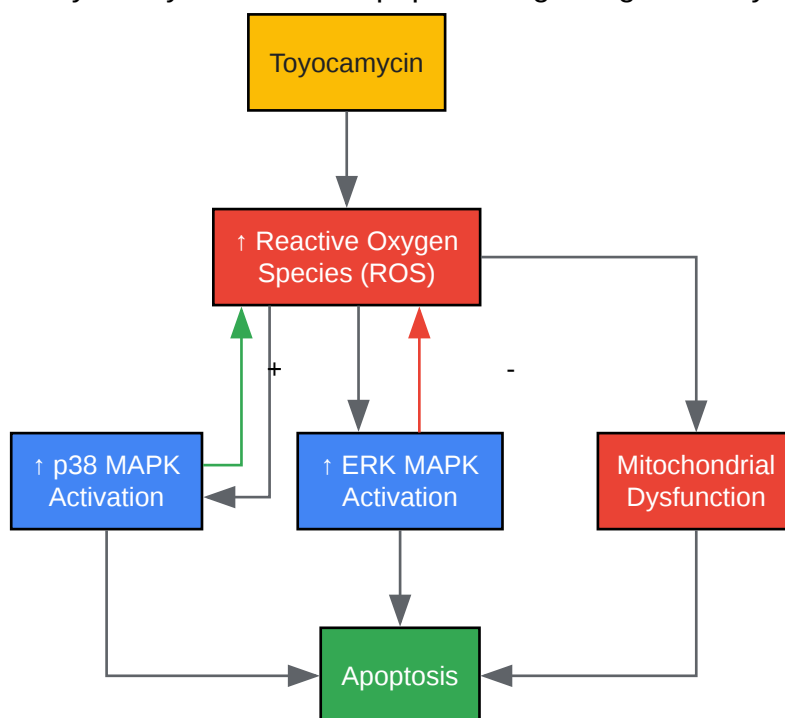 Toyocamycin
↑ Reactive Oxygen
Species (ROS)
+
-
↑ p38 MAPK
Activation
↑ ERK MAPK
Activation
Mitochondrial
Dysfunction
Apoptosis